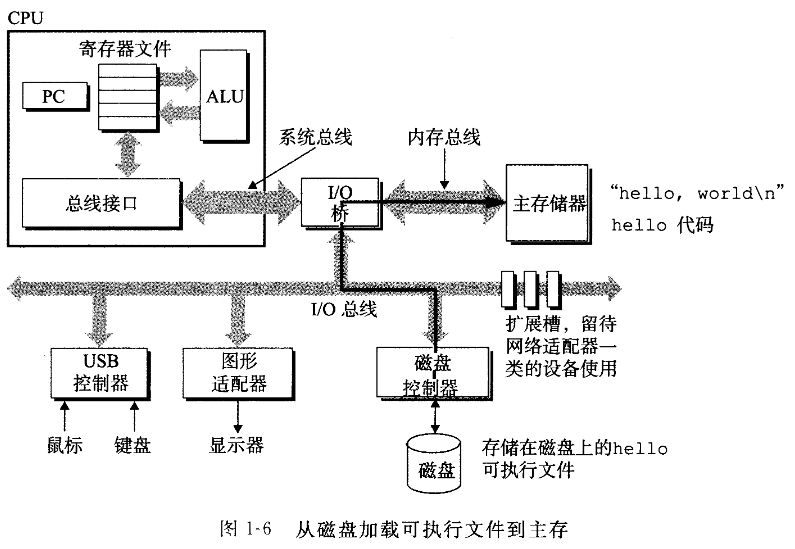 CPU
寄存器文件
PC
ALU
系统总线
内存总线
总线接口
I/O
桥
主存储器
“hello, world\n”
hello 代码
I/O 总线
扩展槽，留待
网络适配器一
类的设备使用
USB
控制器
图形
适配器
磁盘
控制器
鼠标
键盘
显示器
磁盘
存储在磁盘上的hello
可执行文件
图 1-6 从磁盘加载可执行文件到主存